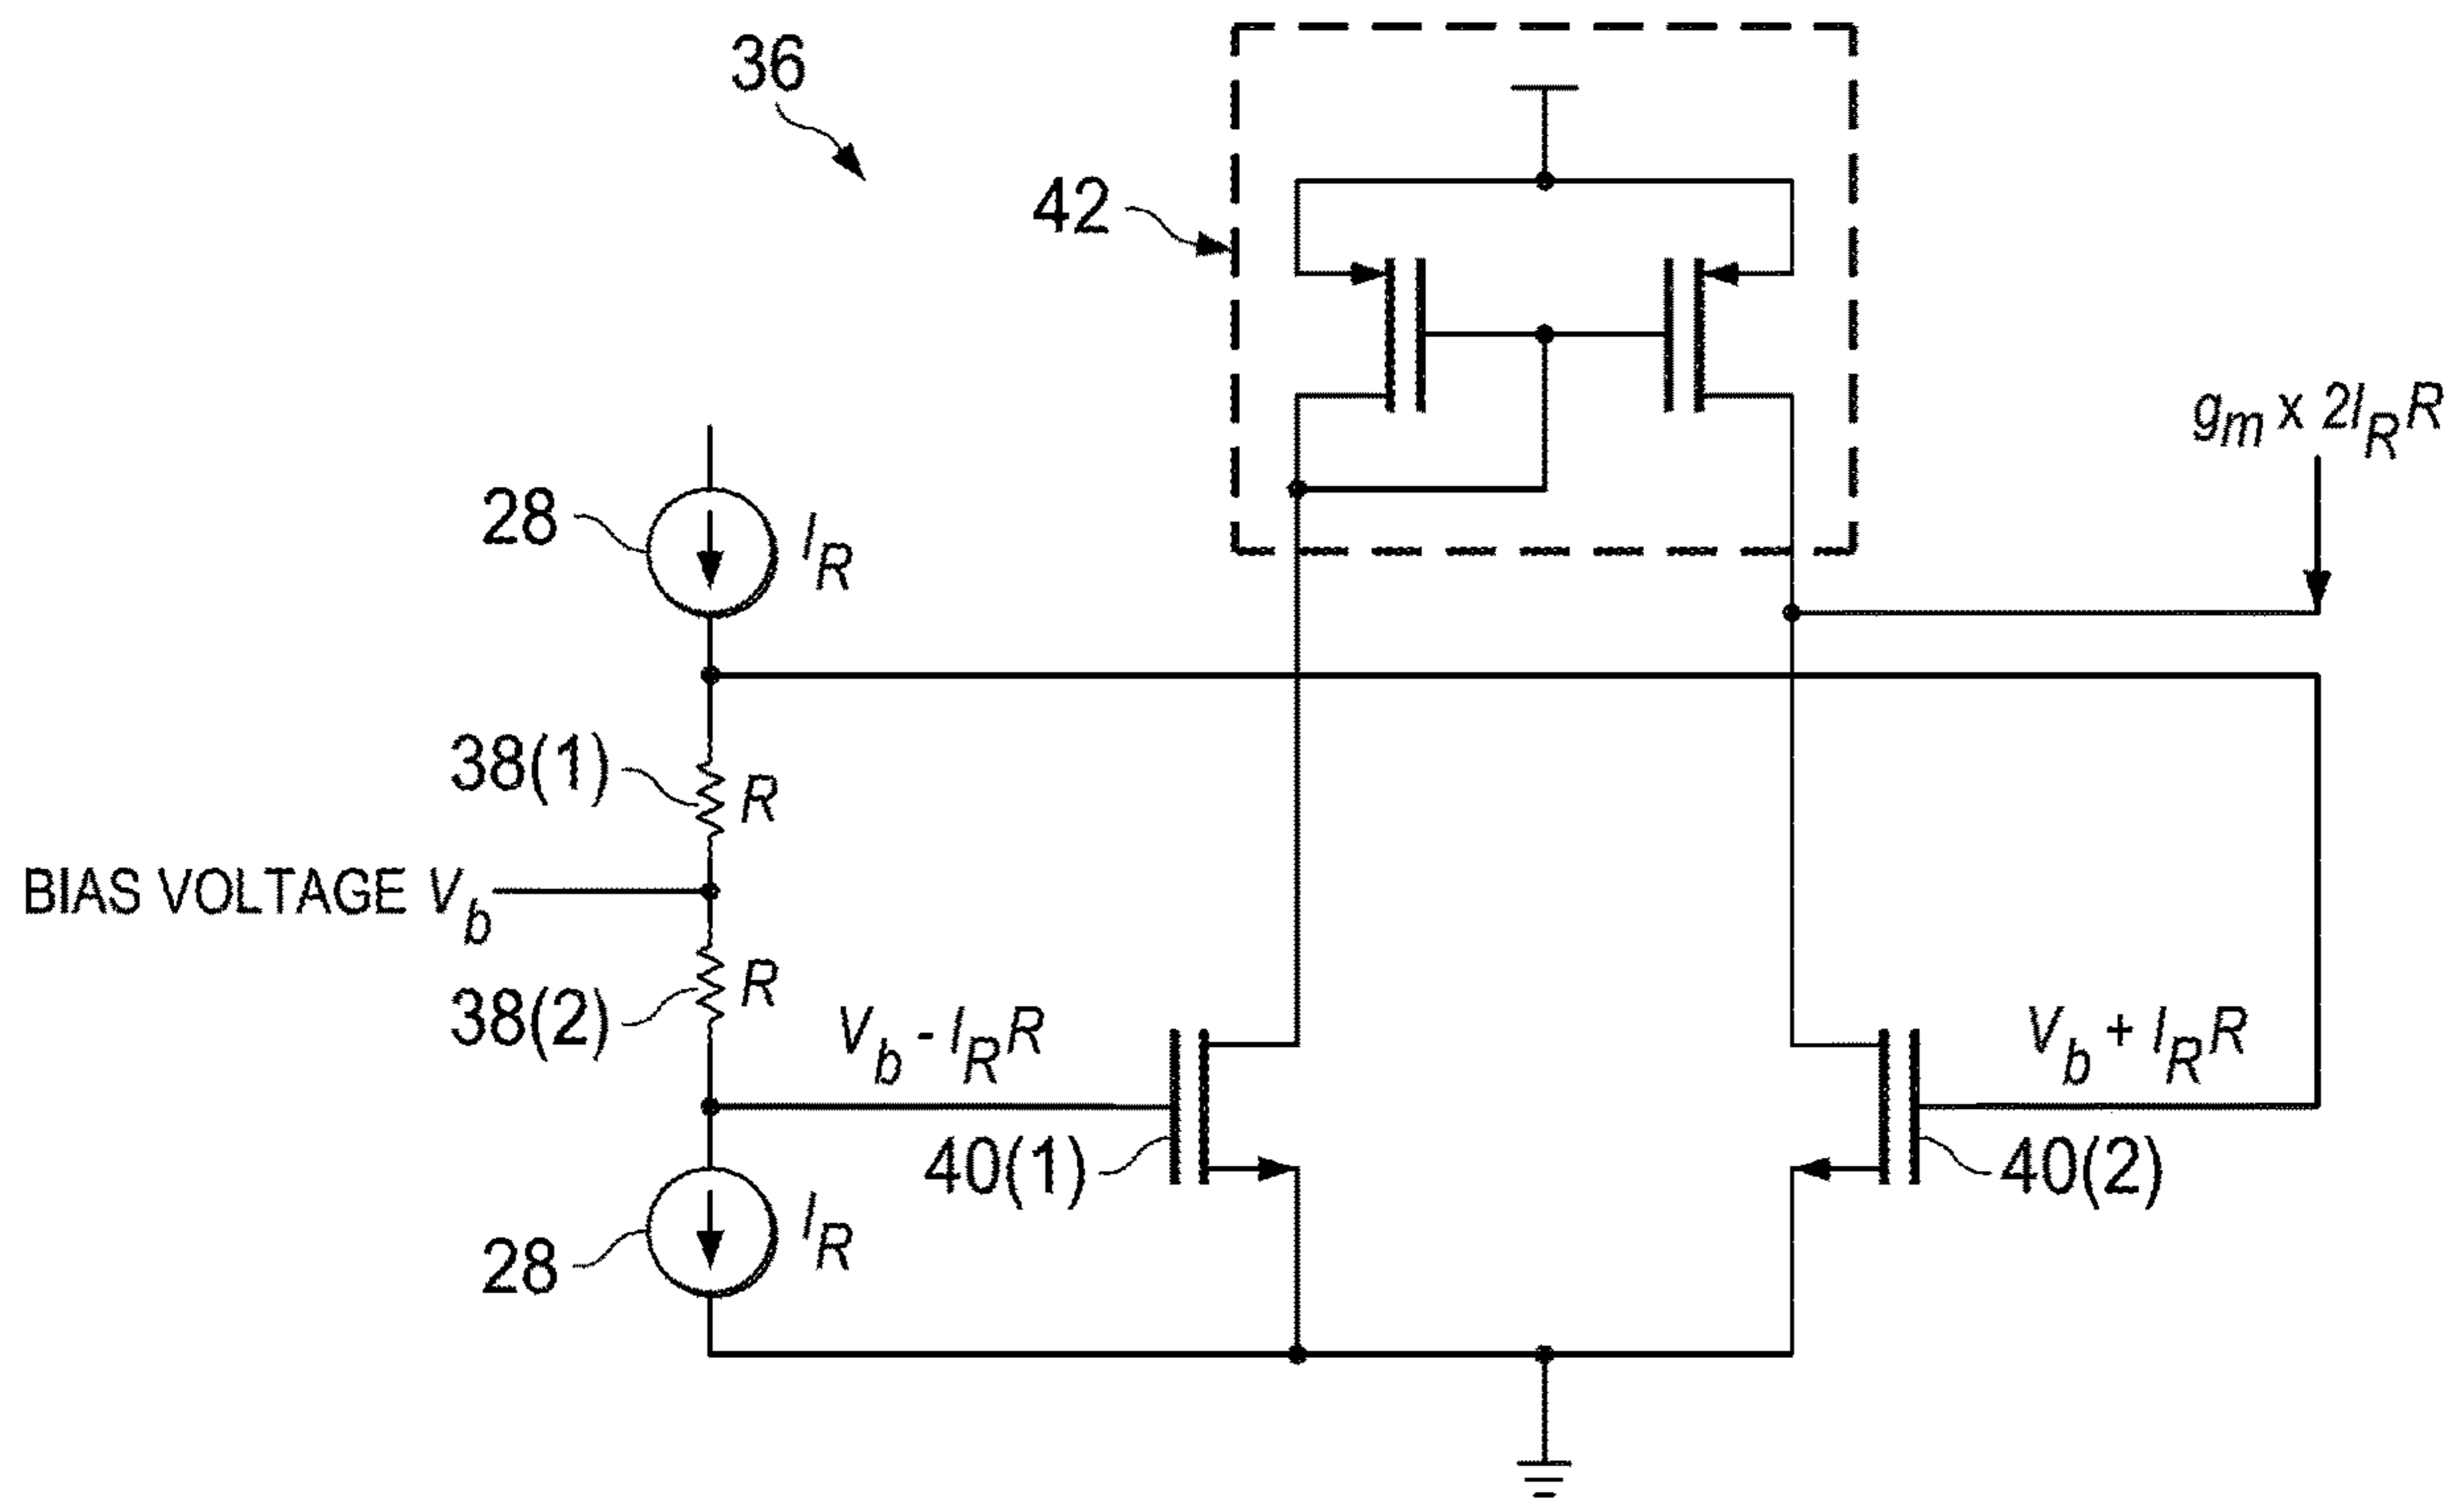 36
42
g_m x 2I_R R
28
I_R
38(1)
R
BIAS VOLTAGE V_b
R
38(2)
V_b - I_R R
V_b + I_R R
40(1)
40(2)
I_R
28